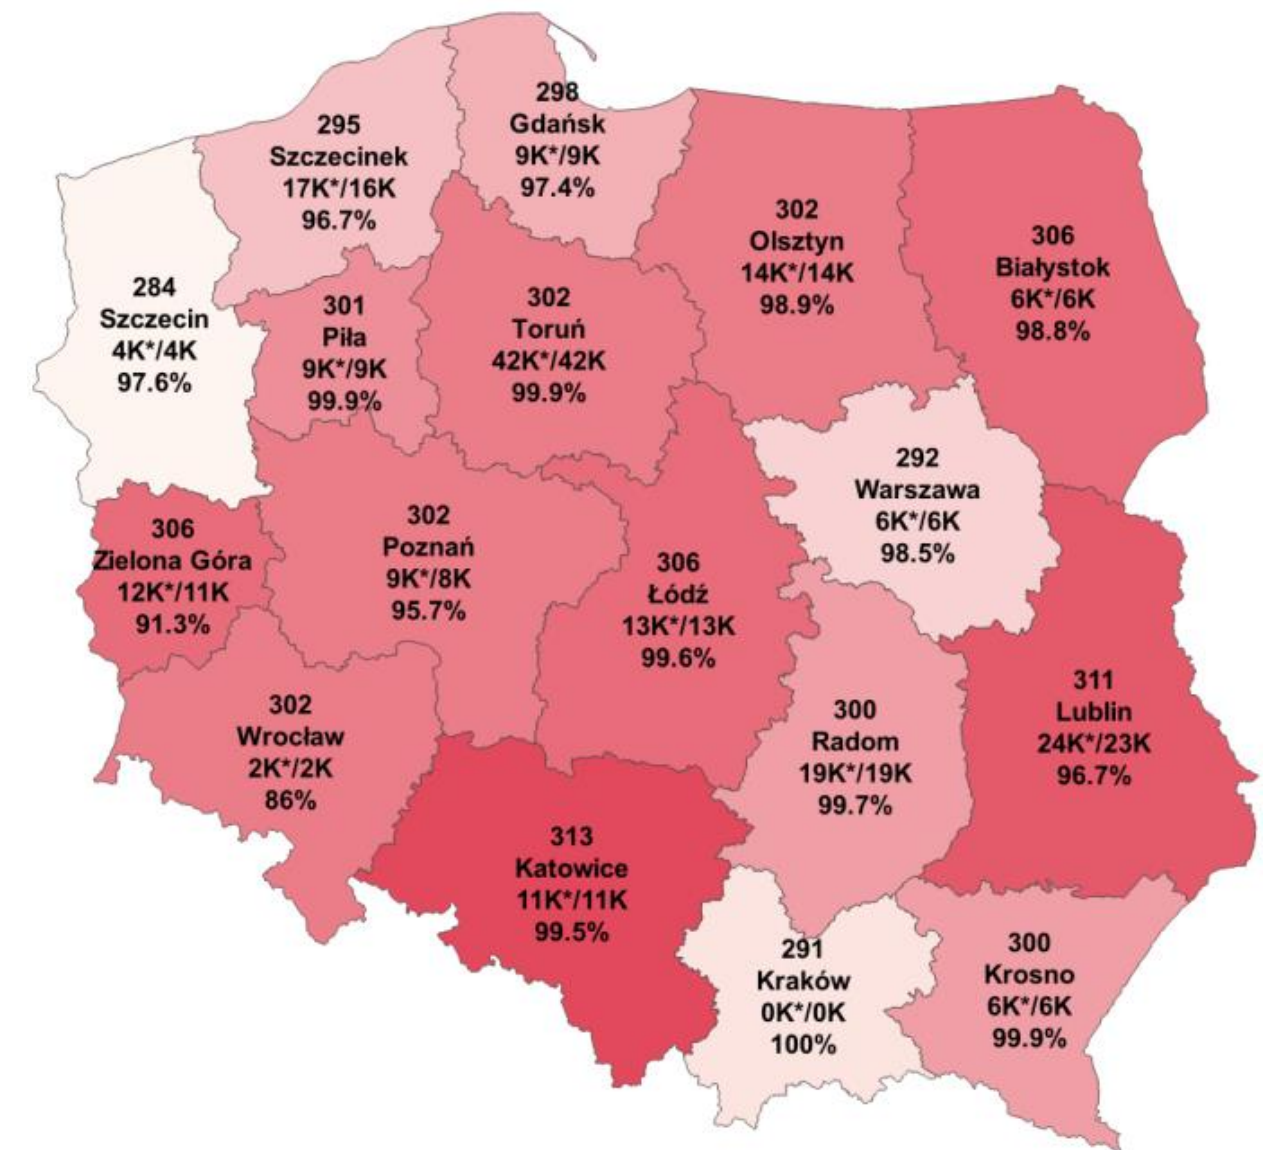 298
Gdańsk
9K*/9K
97.4%
295
Szczecinek
17K*/16K
96.7%
302
Olsztyn
14K*/14K
98.9%
306
Białystok
6K*/6K
98.8%
284
Szczecin
4K*/4K
97.6%
301
Piła
9K*/9K
99.9%
302
Toruń
42K*/42K
99.9%
292
Warszawa
6K*/6K
98.5%
306
Zielona Góra
12K*/11K
91.3%
302
Poznań
9K*/8K
95.7%
306
Łódź
13K*/13K
99.6%
311
Lublin
24K*/23K
96.7%
302
Wrocław
2K*/2K
86%
300
Radom
19K*/19K
99.7%
313
Katowice
11K*/11K
99.5%
291
Kraków
0K*/0K
100%
300
Krosno
6K*/6K
99.9%